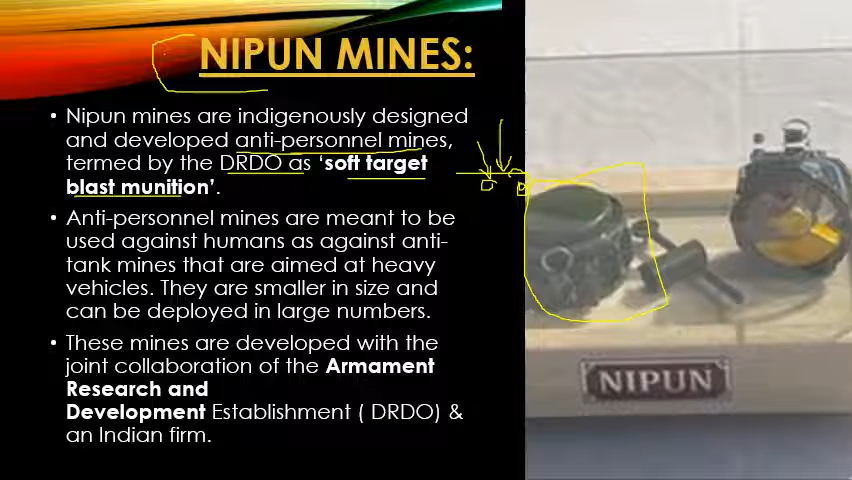 NIPUN MINES:
• Nipun mines are indigenously designed
and developed anti-personnel mines,
termed by the DRDO as ‘soft target
blast munition’.
• Anti-personnel mines are meant to be
used against humans as against anti-
tank mines that are aimed at heavy
vehicles. They are smaller in size and
can be deployed in large numbers.
• These mines are developed with the
joint collaboration of the Armament
Research and
Development Establishment ( DRDO) &
an Indian firm.
NIPUN